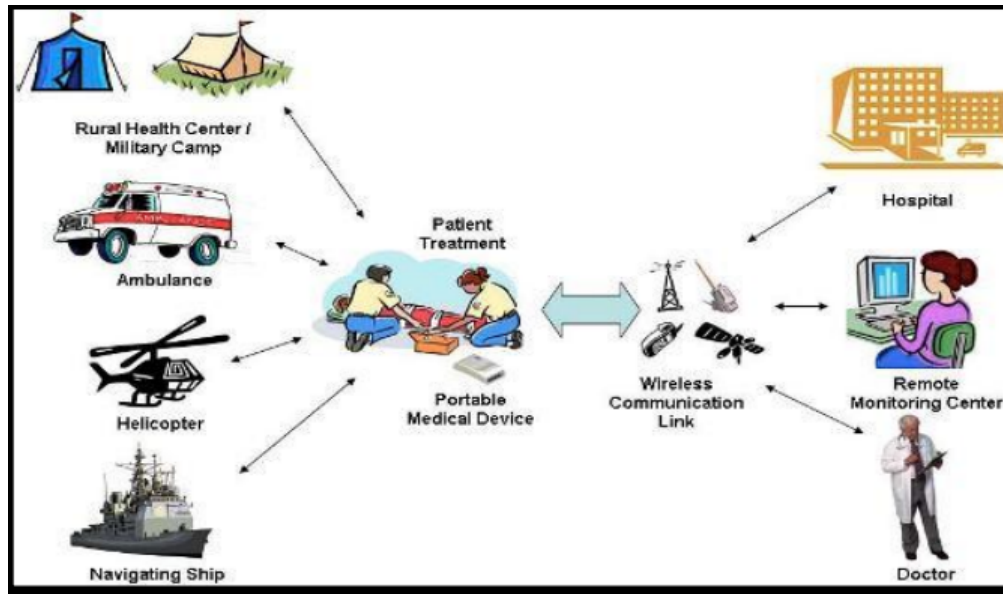 Rural Health Center /
Military Camp
AMBULANCE
Ambulance
Helicopter
Navigating Ship
Patient
Treatment
Portable
Medical Device
Wireless
Communication
Link
Hospital
Remote
Monitoring Center
Doctor